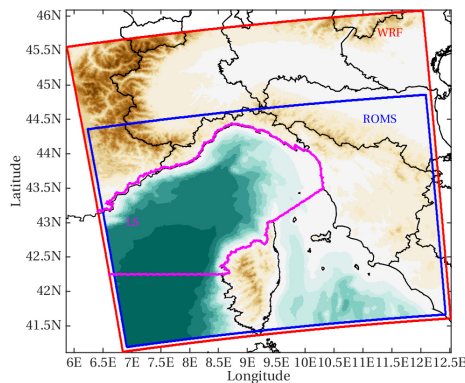 46N
WRF
45.5N
45N
ROMS
44.5N
44N
43.5N
LS
43N
42.5N
42N
41.5N
6E 6.5E 7E 7.5E 8E 8.5E 9E 9.5E 10E 10.5E 11E 11.5E 12E 12.5E
Longitude
Latitude